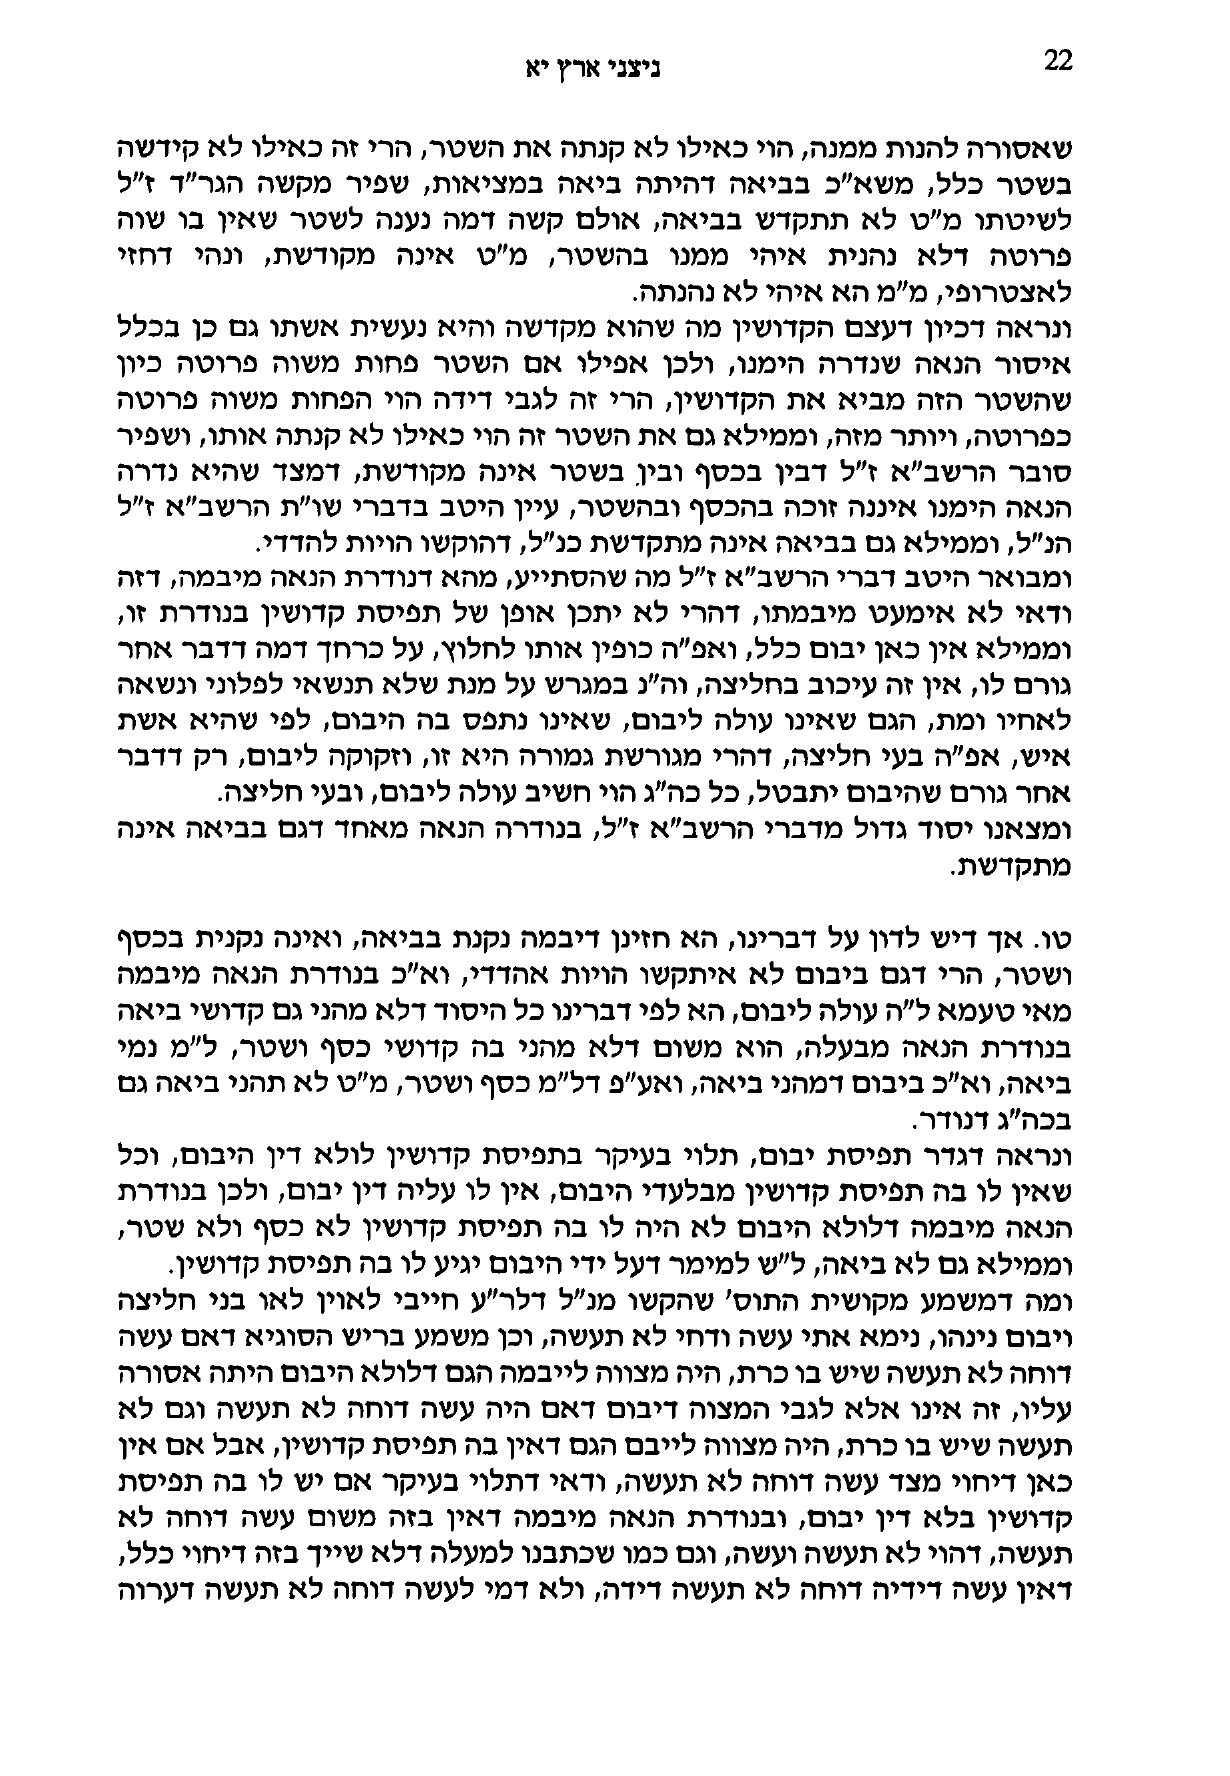 22
ניצני ארץ יא
שאסורה להנות ממנה, הוי כאילו לא קנתה את השטר, הרי זה כאילו לא קידשה
בשטר כלל, משא"כ בביאה דהיתה ביאה במציאות, שפיר מקשה הגר"ד ז"ל
לשיטתו מ"ט לא תתקדש בביאה, אולם קשה דמה נענה לשטר שאין בו שוה
פרוטה דלא נהנית איהי ממנו בהשטר, מ"ט אינה מקודשת, ונהי דחזי
לאצטרופי, מ"מ הא איהי לא נהנתה.
ונראה דכיון דעצם הקדושין מה שהוא מקדשה והיא נעשית אשתו גם כן בכלל
איסור הנאה שנדרה הימנו, ולכן אפילו אם השטר פחות משוה פרוטה כיון
שהשטר הזה מביא את הקדושין, הרי זה לגבי דידה הוי הפחות משוה פרוטה
כפרוטה, ויותר מזה, וממילא גם את השטר זה הוי כאילו לא קנתה אותו, ושפיר
סובר הרשב"א ז"ל דבין בכסף ובין בשטר אינה מקודשת, דמצד שהיא נדרה
הנאה הימנו איננה זוכה בהכסף ובהשטר, עיין היטב בדברי שו"ת הרשב"א ז"ל
הנ"ל, וממילא גם בביאה אינה מתקדשת כנ"ל, דהוקשו הויות להדדי.
ומבואר היטב דברי הרשב"א ז"ל מה שהסתייע, מהא דנודרת הנאה מיבמה, דזה
ודאי לא אימעט מיבמתו, דהרי לא יתכן אופן של תפיסת קדושין בנודרת זו,
וממילא אין כאן יבום כלל, ואפ"ה כופין אותו לחלוץ, על כרחך דמה דדבר אחר
גורם לו, אין זה עיכוב בחליצה, וה"נ במגרש על מנת שלא תנשאי לפלוני ונשאה
לאחיו ומת, הגם שאינו עולה ליבום, שאינו נתפס בה היבום, לפי שהיא אשת
איש, אפ"ה בעי חליצה, דהרי מגורשת גמורה היא זו, וזקוקה ליבום, רק דדבר
אחר גורם שהיבום יתבטל, כל כה"ג הוי חשיב עולה ליבום, ובעי חליצה.
ומצאנו יסוד גדול מדברי הרשב"א ז"ל, בנודרה הנאה מאחד דגם בביאה אינה
מתקדשת.
טו. אך דיש לדון על דברינו, הא חזינן דיבמה נקנת בביאה, ואינה נקנית בכסף
ושטר, הרי דגם ביבום לא איתקשו הויות אהדדי, וא"כ בנודרת הנאה מיבמה
מאי טעמא ל"ה עולה ליבום, הא לפי דברינו כל היסוד דלא מהני גם קדושי ביאה
בנודרת הנאה מבעלה, הוא משום דלא מהני בה קדושי כסף ושטר, ל"מ נמי
ביאה, וא"כ ביבום דמהני ביאה, ואע"פ דל"מ כסף ושטר, מ"ט לא תהני ביאה גם
בכה"ג דנודר.
ונראה דגדר תפיסת יבום, תלוי בעיקר בתפיסת קדושין לולא דין היבום, וכל
שאין לו בה תפיסת קדושין מבלעדי היבום, אין לו עליה דין יבום, ולכן בנודרת
הנאה מיבמה דלולא היבום לא היה לו בה תפיסת קדושין לא כסף ולא שטר,
וממילא גם לא ביאה, ל"ש למימר דעל ידי היבום יגיע לו בה תפיסת קדושין.
ומה דמשמע מקושית התוס' שהקשו מנ"ל דלר"ע חייבי לאוין לאו בני חליצה
ויבום נינהו, נימא אתי עשה ודחי לא תעשה, וכן משמע בריש הסוגיא דאם עשה
דוחה לא תעשה שיש בו כרת, היה מצווה לייבמה הגם דלולא היבום היתה אסורה
עליו, זה אינו אלא לגבי המצוה דיבום דאם היה עשה דוחה לא תעשה וגם לא
תעשה שיש בו כרת, היה מצווה לייבם הגם דאין בה תפיסת קדושין, אבל אם אין
כאן דיחוי מצד עשה דוחה לא תעשה, ודאי דתלוי בעיקר אם יש לו בה תפיסת
קדושין בלא דין יבום, ובנודרת הנאה מיבמה דאין בזה משום עשה דוחה לא
תעשה, דהוי לא תעשה ועשה, וגם כמו שכתבנו למעלה דלא שייך בזה דיחוי כלל,
דאין עשה דידיה דוחה לא תעשה דידה, ולא דמי לעשה דוחה לא תעשה דערוה